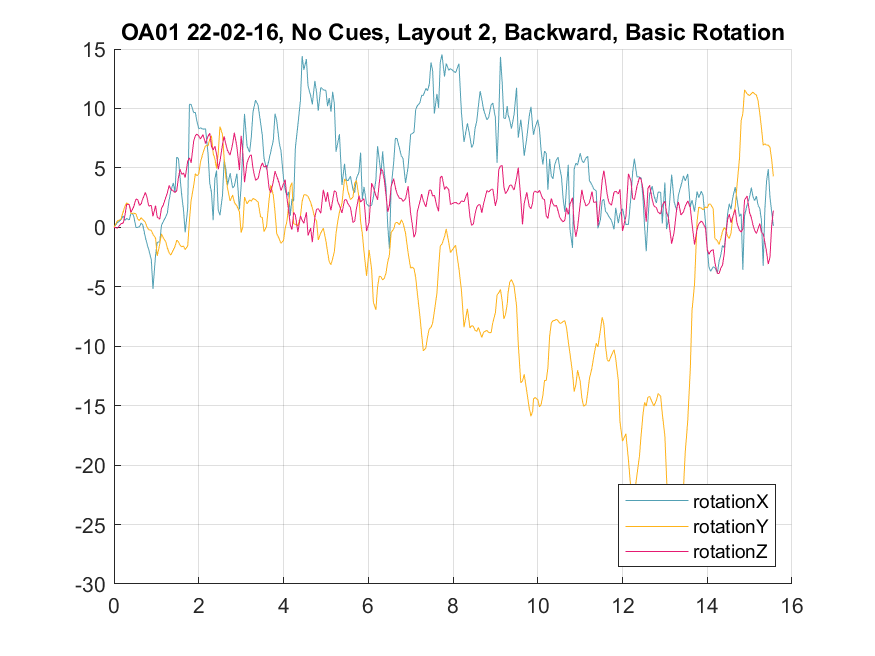 OA01 22-02-16, No Cues, Layout 2, Backward, Basic Rotation
15
10
5
0
-5
-10
-15
-20
-25
-30
rotationX
rotationY
rotationZ
0 2 4 6 8 10 12 14 16